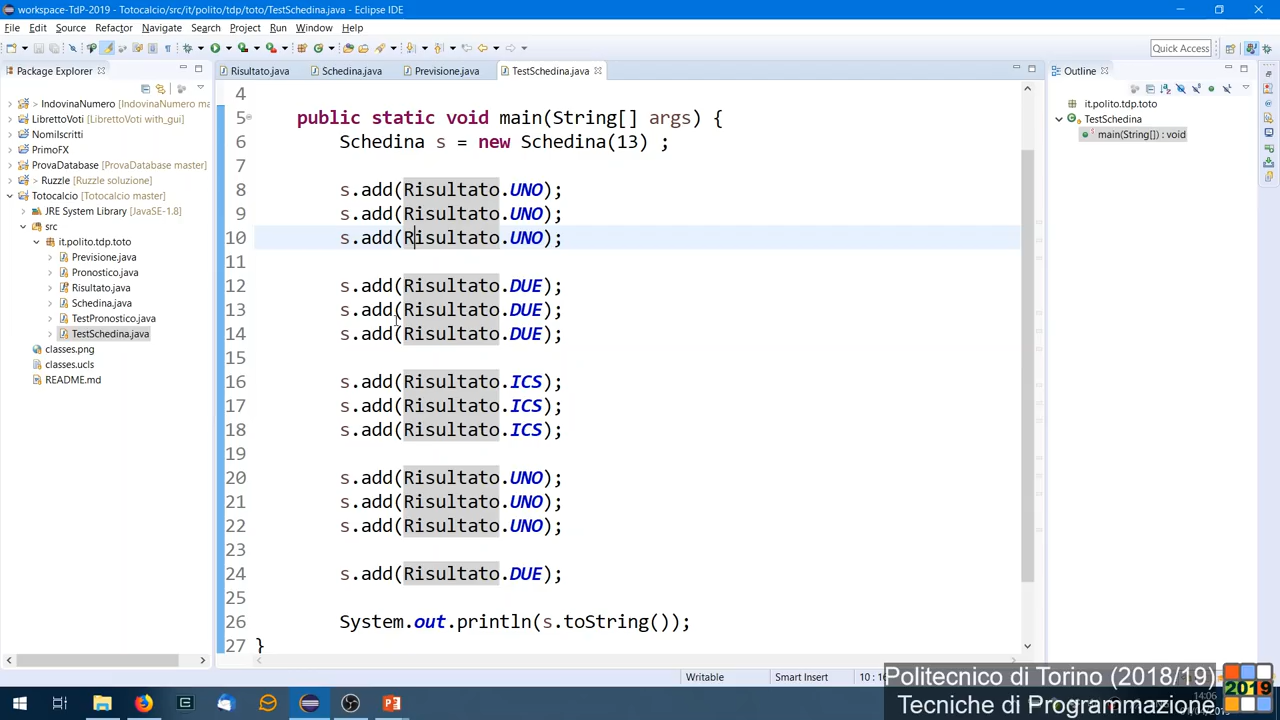 workspace-TdP-2019 - Totocalcio/src/it/polito/tdp/toto/TestSchedina.java - Eclipse IDE
File Edit Source Refactor Navigate Search Project Run Window Help
Quick Access
Package Explorer
Risultato.java Schedina.java Previsione.java TestSchedina.java
Outline
> IndovinaNumero [IndovinaNumero ma
LibrettoVoti [LibrettoVoti with_gui]
NomiIscritti
PrimoFX
ProvaDatabase [ProvaDatabase master]
> Ruzzle [Ruzzle soluzione]
Totocalcio [Totocalcio master]
JRE System Library [JavaSE-1.8]
src
it.polito.tdp.toto
Previsione.java
Pronostico.java
Risultato.java
Schedina.java
TestPronostico.java
TestSchedina.java
classes.png
classes.ucls
README.md
4
5 public static void main(String[] args) {
6 Schedina s = new Schedina(13) ;
7
8 s.add(Risultato.UNO);
9 s.add(Risultato.UNO);
10 s.add(Risultato.UNO);
11
12 s.add(Risultato.DUE);
13 s.add(Risultato.DUE);
14 s.add(Risultato.DUE);
15
16 s.add(Risultato.ICS);
17 s.add(Risultato.ICS);
18 s.add(Risultato.ICS);
19
20 s.add(Risultato.UNO);
21 s.add(Risultato.UNO);
22 s.add(Risultato.UNO);
23
24 s.add(Risultato.DUE);
25
26 System.out.println(s.toString());
27 }
it.polito.tdp.toto
TestSchedina
main(String[]) : void
Writable Smart Insert 10 : 16
Politecnico di Torino (2018/19)
Tecniche di Programmazione
2019
14:06